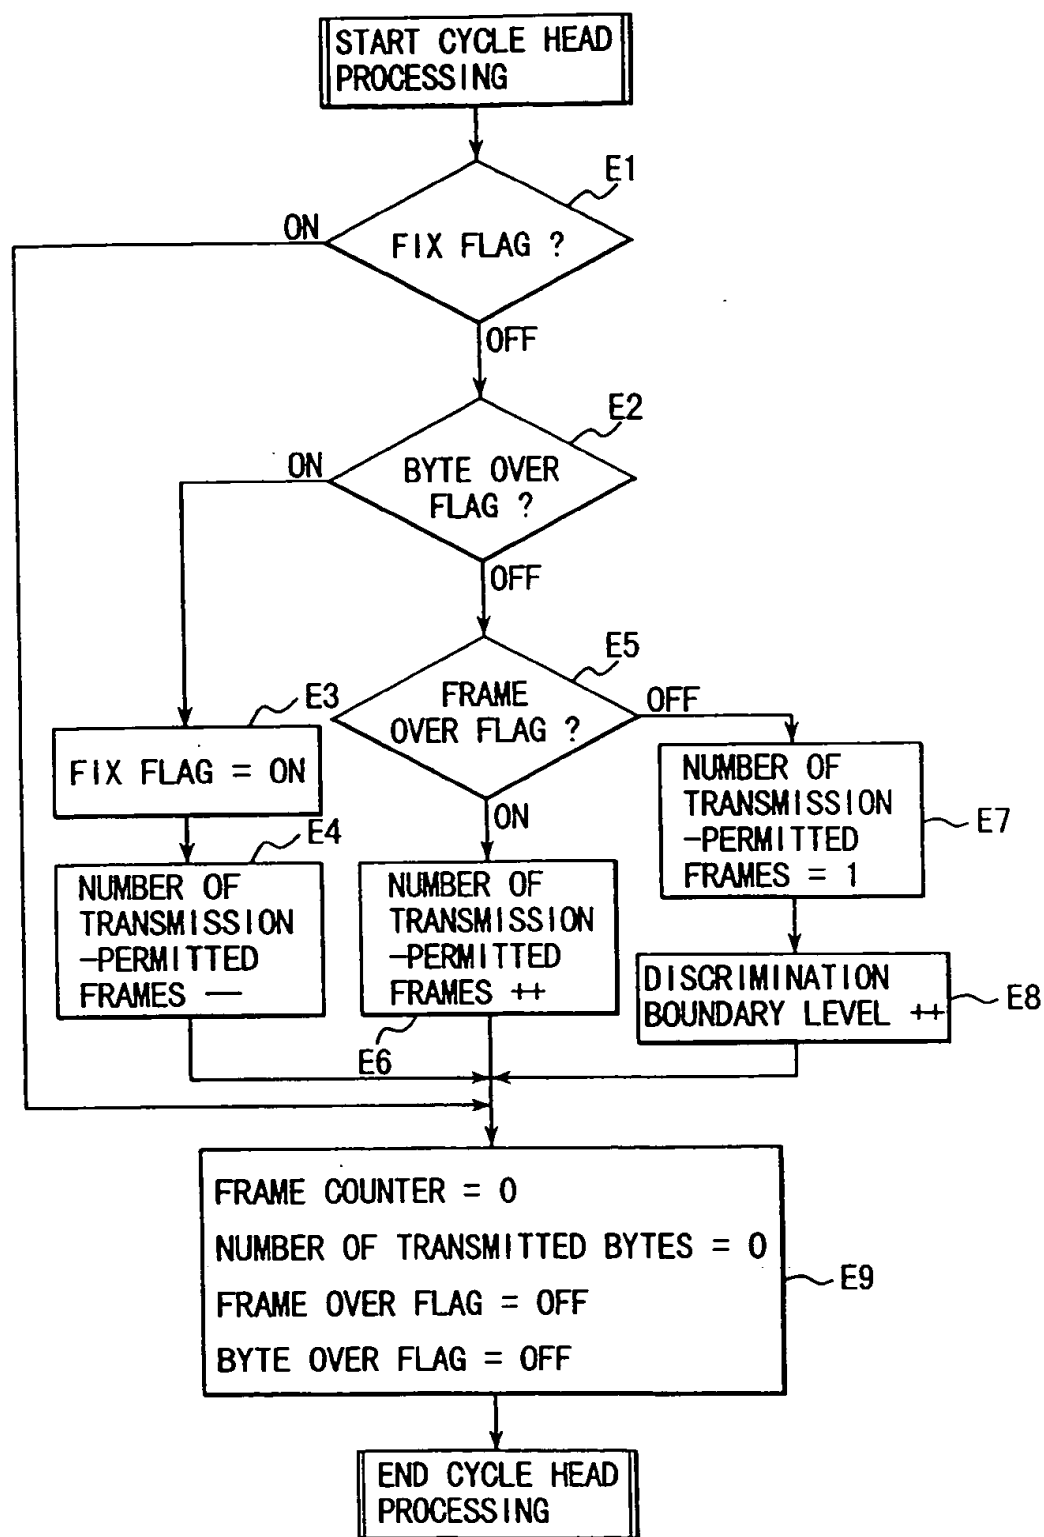 START CYCLE HEAD
PROCESSING
E1
ON
FIX FLAG ?
OFF
E2
ON
BYTE OVER
FLAG ?
OFF
E5
FRAME
OVER FLAG ?
OFF
ON
E3
FIX FLAG = ON
E4
NUMBER OF
TRANSMISSION
-PERMITTED
FRAMES --
NUMBER OF
TRANSMISSION
-PERMITTED
FRAMES ++
E6
NUMBER OF
TRANSMISSION
-PERMITTED
FRAMES = 1
E7
DISCRIMINATION
BOUNDARY LEVEL ++
E8
FRAME COUNTER = 0
NUMBER OF TRANSMITTED BYTES = 0
FRAME OVER FLAG = OFF
BYTE OVER FLAG = OFF
E9
END CYCLE HEAD
PROCESSING